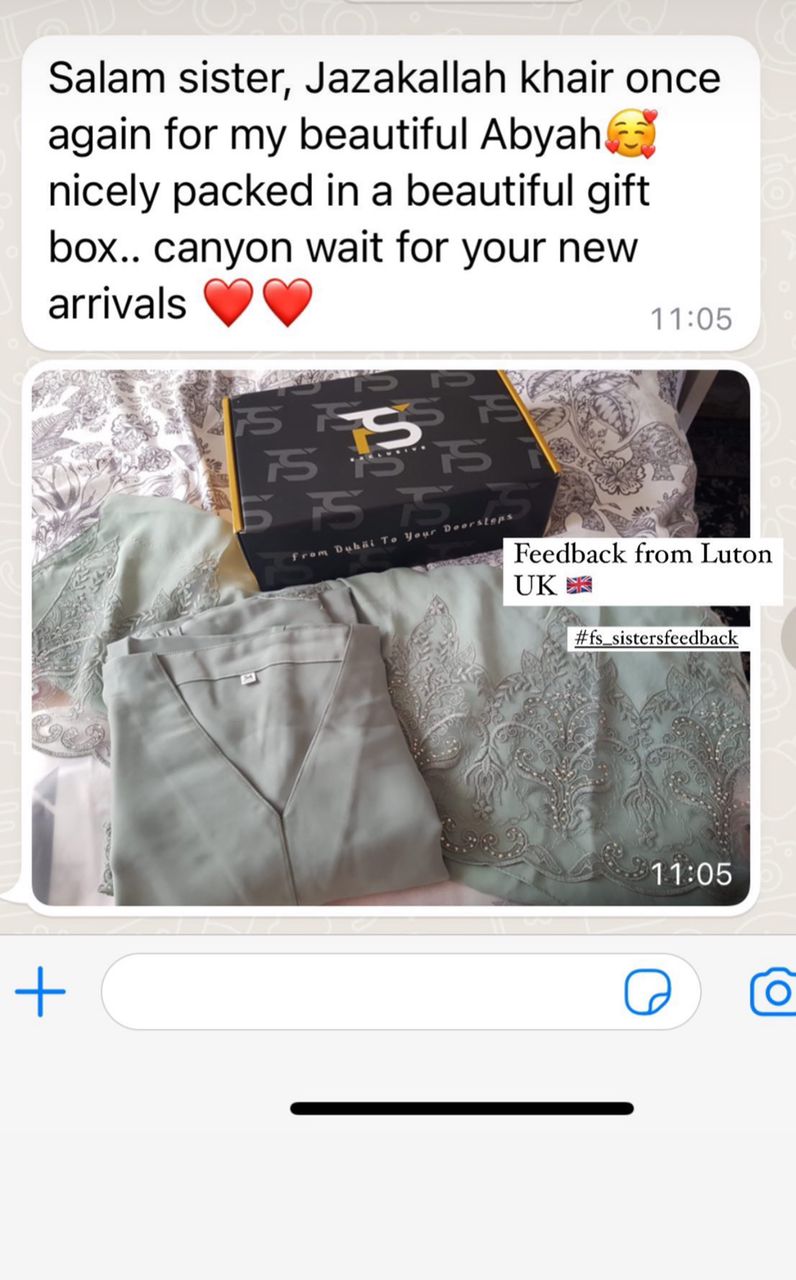 Salam sister, Jazakallah khair once
again for my beautiful Abyah🥰
nicely packed in a beautiful gift
box.. canyon wait for your new
arrivals ❤️❤️
11:05
FS
EXCLUSIVE
From Dubai To Your Doorsteps
Feedback from Luton
UK 🇬🇧
#fs_sistersfeedback
54
11:05